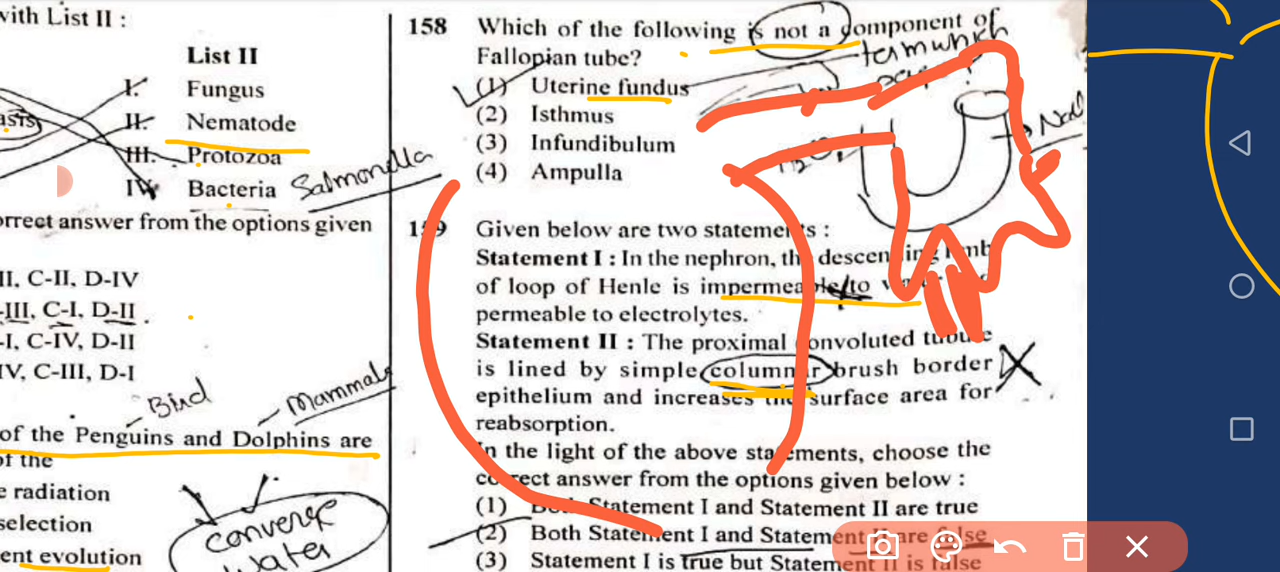 with List II :
List II
I. Fungus
asis
II. Nematode
III. Protozoa
IV. Bacteria
Salmonella
orrect answer from the options given
II, C-II, D-IV
-III, C-I, D-II
-I, C-IV, D-II
IV, C-III, D-I
Bird
Mammals
of the Penguins and Dolphins are
of the
e radiation
selection
ent evolution
converge
water
158 Which of the following is not a component of
Fallopian tube?
term which
(1) Uterine fundus
(2) Isthmus
(3) Infundibulum
(4) Ampulla
159 Given below are two statements :
Statement I : In the nephron, the descending limb
of loop of Henle is impermeable to
permeable to electrolytes.
Statement II : The proximal convoluted tubule
is lined by simple columnar brush border
epithelium and increases the surface area for
reabsorption.
In the light of the above statements, choose the
correct answer from the options given below :
(1) Both Statement I and Statement II are true
(2) Both Statement I and Statement II are false
(3) Statement I is true but Statement II is false